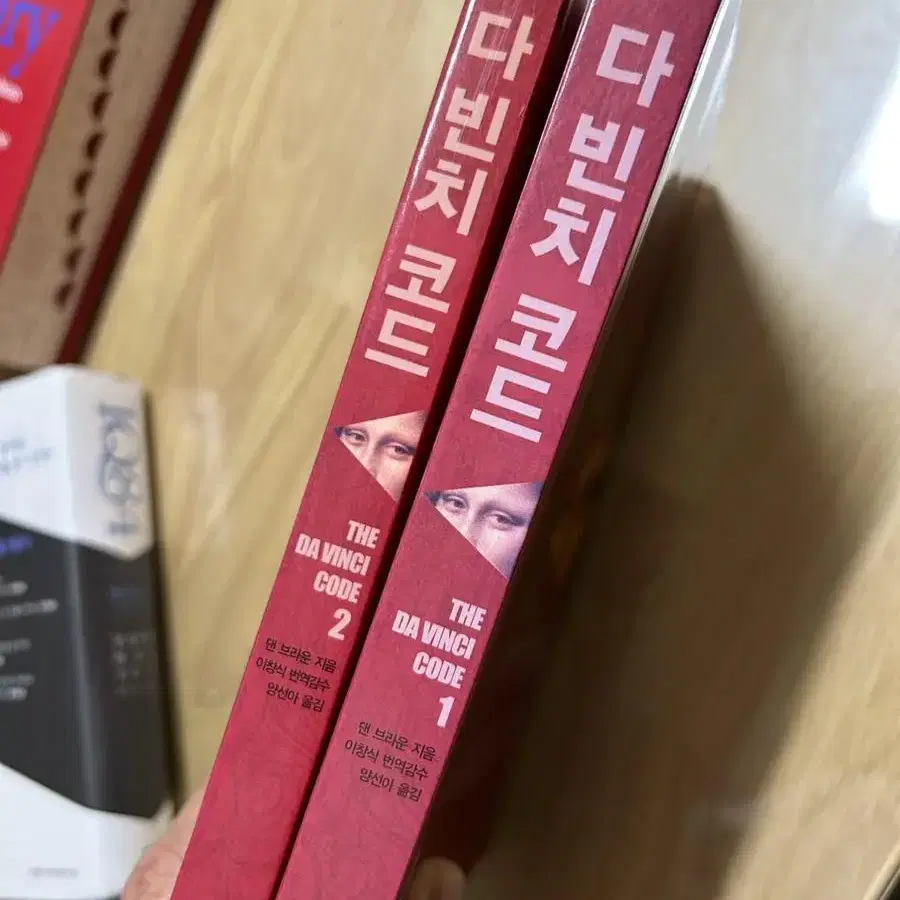 다빈치 코드
THE
DA VINCI
CODE
2
댄 브라운 지음
이창식 번역감수
양선아 옮김
다빈치 코드
THE
DA VINCI
CODE
1
댄 브라운 지음
이창식 번역감수
양선아 옮김
1Q84